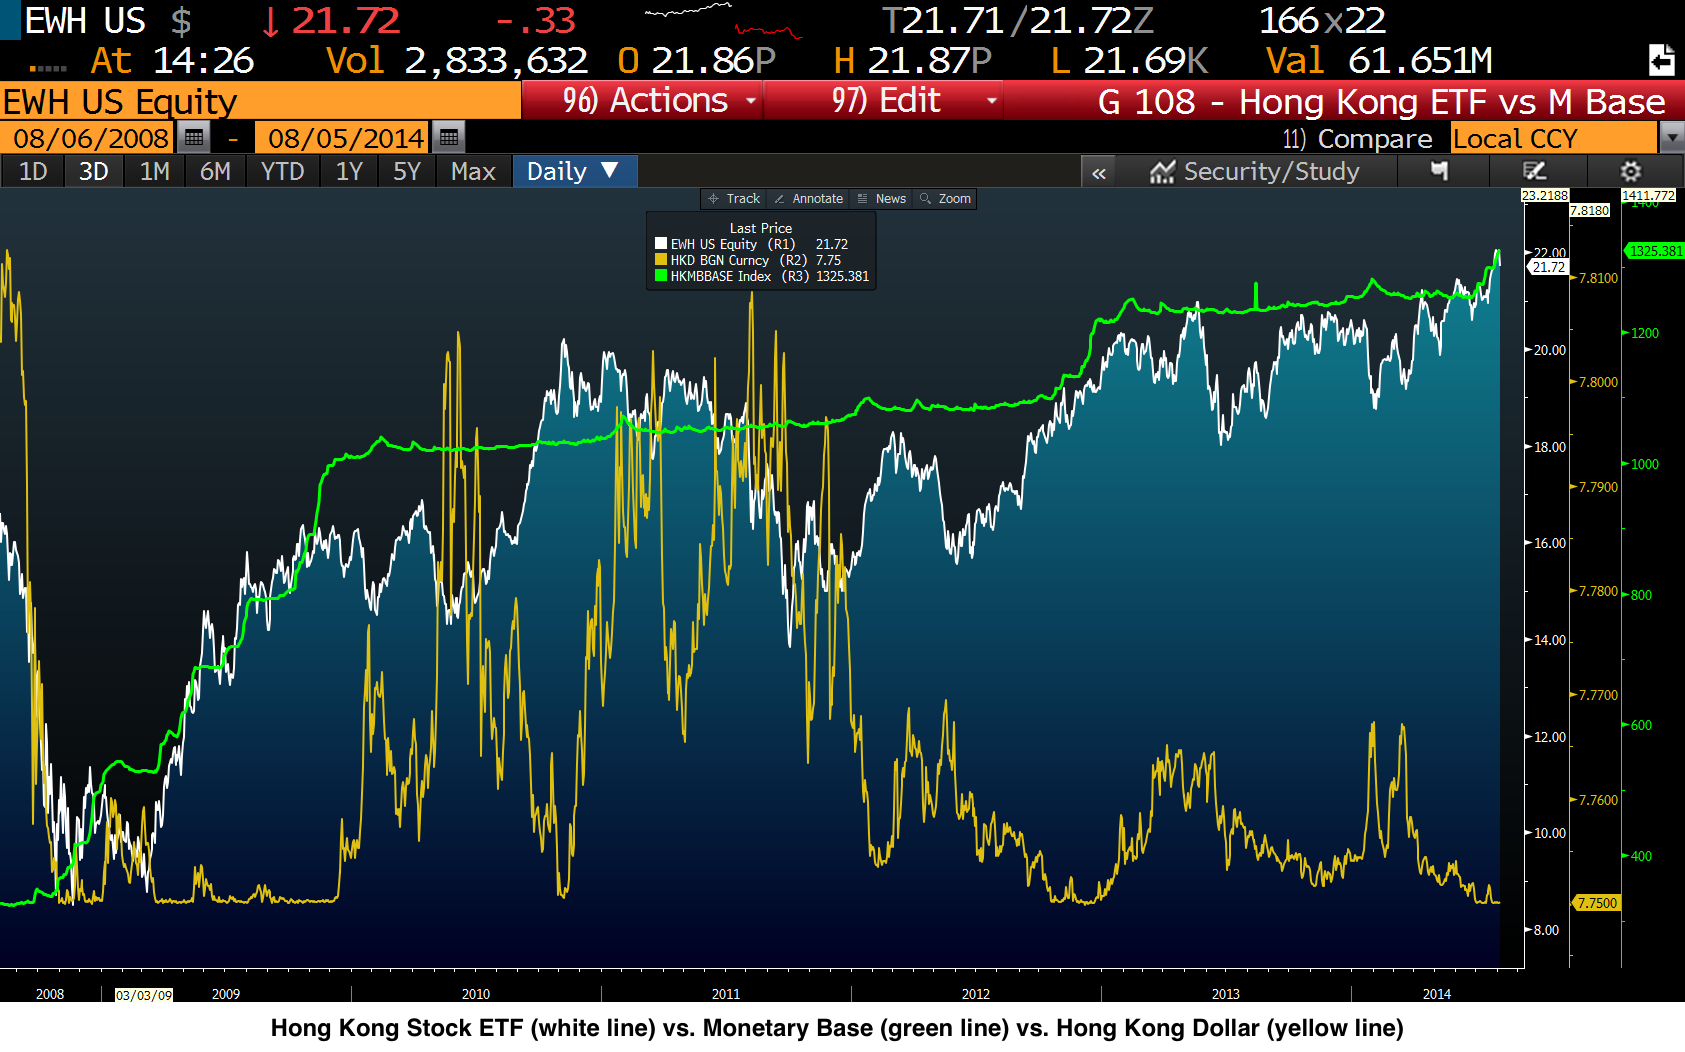 EWH US $ ↓ 21.72 -.33 T21.71/21.72Z 166x22
At 14:26 Vol 2,833,632 O 21.86P H 21.87P L 21.69K Val 61.651M
EWH US Equity 96) Actions 97) Edit G 108 - Hong Kong ETF vs M Base
08/06/2008 - 08/05/2014 11) Compare Local CCY
1D 3D 1M 6M YTD 1Y 5Y Max Daily ▼ « Security/Study
Track Annotate News Zoom
23.2188 7.8180 1411.772
1400
Last Price
EWH US Equity (R1) 21.72
HKD BGN Curncy (R2) 7.75
HKMBBASE Index (R3) 1325.381
22.00 1325.381
21.72
7.8100
1200
20.00
7.8000
18.00
1000
7.7900
16.00
7.7800 800
14.00
7.7700
600
12.00
7.7600
10.00
400
7.7500
8.00
2008 03/03/09 2009 2010 2011 2012 2013 2014
Hong Kong Stock ETF (white line) vs. Monetary Base (green line) vs. Hong Kong Dollar (yellow line)